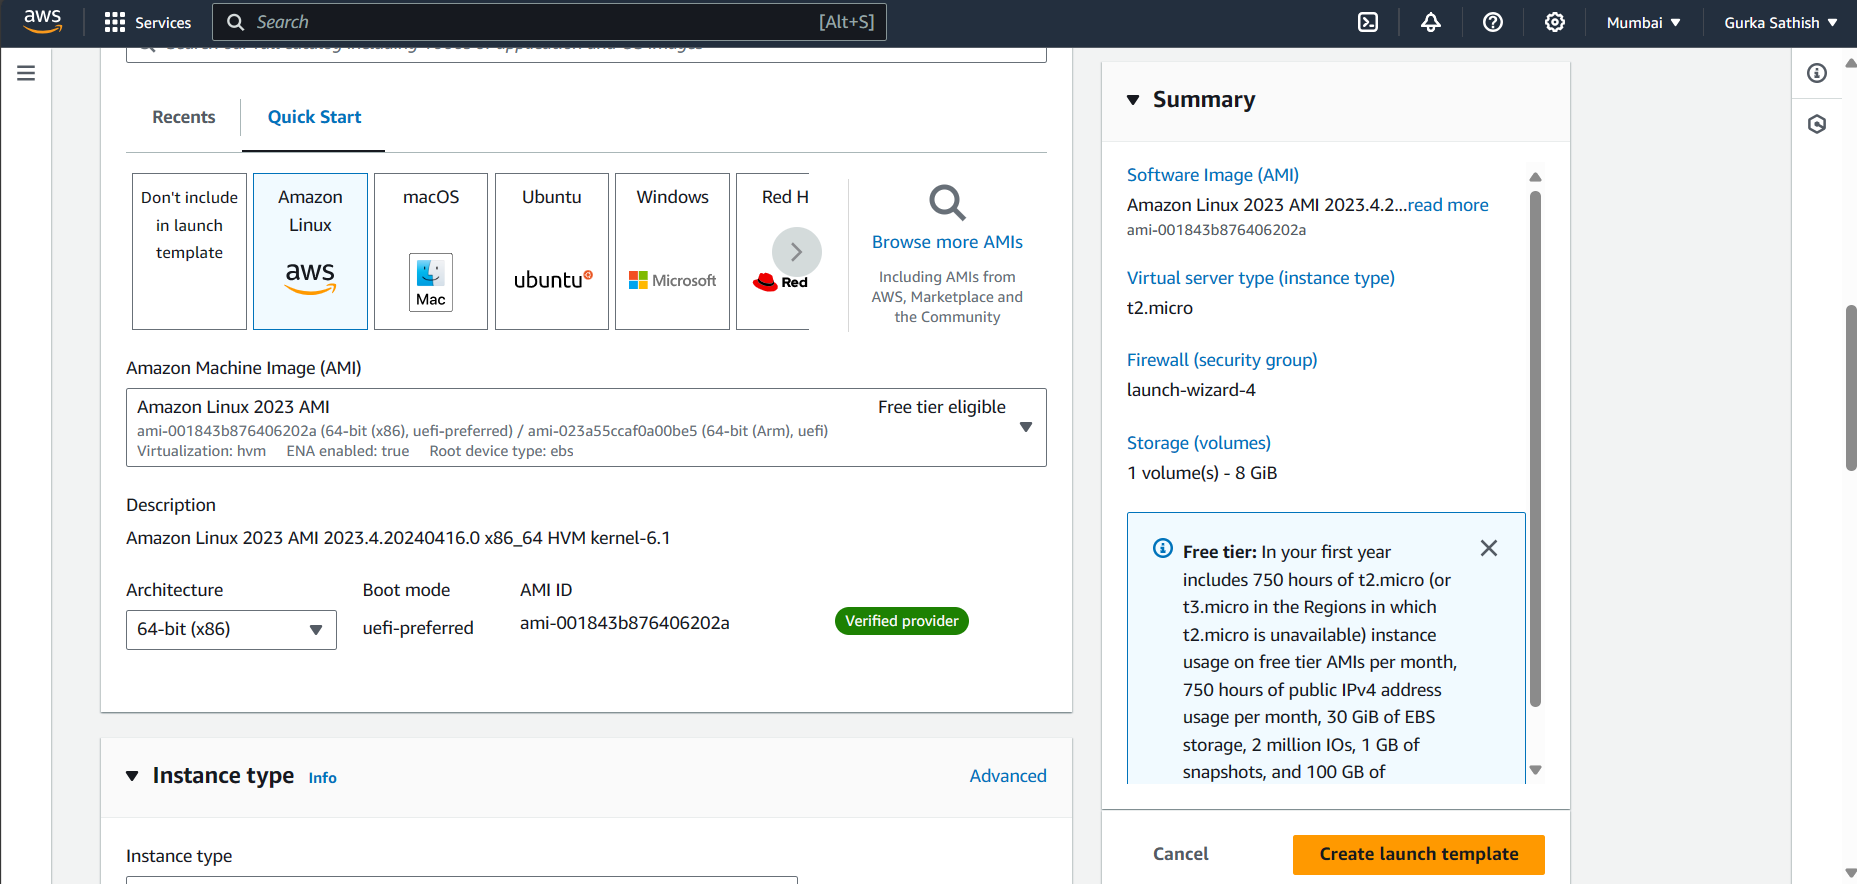 aws
Services
Search
[Alt+S]
Mumbai
Gurka Sathish
Recents
Quick Start
Don't include
in launch
template
Amazon
Linux
aws
macOS
Mac
Ubuntu
ubuntu
Windows
Microsoft
Red H
Red
Browse more AMIs
Including AMIs from
AWS, Marketplace and
the Community
Amazon Machine Image (AMI)
Amazon Linux 2023 AMI
Free tier eligible
ami-001843b876406202a (64-bit (x86), uefi-preferred) / ami-023a55ccaf0a00be5 (64-bit (Arm), uefi)
Virtualization: hvm ENA enabled: true Root device type: ebs
Description
Amazon Linux 2023 AMI 2023.4.20240416.0 x86_64 HVM kernel-6.1
Architecture
64-bit (x86)
Boot mode
uefi-preferred
AMI ID
ami-001843b876406202a
Verified provider
Instance type Info
Advanced
Instance type
Summary
Software Image (AMI)
Amazon Linux 2023 AMI 2023.4.2...read more
ami-001843b876406202a
Virtual server type (instance type)
t2.micro
Firewall (security group)
launch-wizard-4
Storage (volumes)
1 volume(s) - 8 GiB
Free tier: In your first year
includes 750 hours of t2.micro (or
t3.micro in the Regions in which
t2.micro is unavailable) instance
usage on free tier AMIs per month,
750 hours of public IPv4 address
usage per month, 30 GiB of EBS
storage, 2 million IOs, 1 GB of
snapshots, and 100 GB of
Cancel
Create launch template